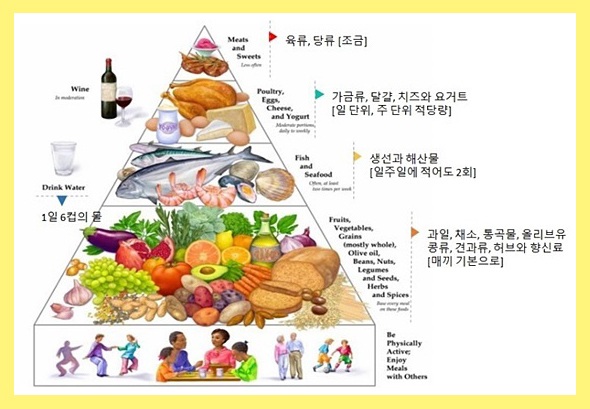 Meats
and
Sweets
Less often
육류, 당류 [조금]
Wine
In moderation
Poultry,
Eggs,
Cheese,
and Yogurt
Moderate portions,
daily to weekly
가금류, 달걀, 치즈와 요거트
[일 단위, 주 단위 적당량]
Fish
and
Seafood
Often, at least
two times per week
생선과 해산물
[일주일에 적어도 2회]
Drink Water
1일 6컵의 물
Fruits,
Vegetables,
Grains
(mostly whole),
Olive oil,
Beans, Nuts,
Legumes
and Seeds,
Herbs
and Spices
Base every meal
on these foods
과일, 채소, 통곡물, 올리브유
콩류, 견과류, 허브와 향신료
[매끼 기본으로]
Be
Physically
Active;
Enjoy
Meals
with Others